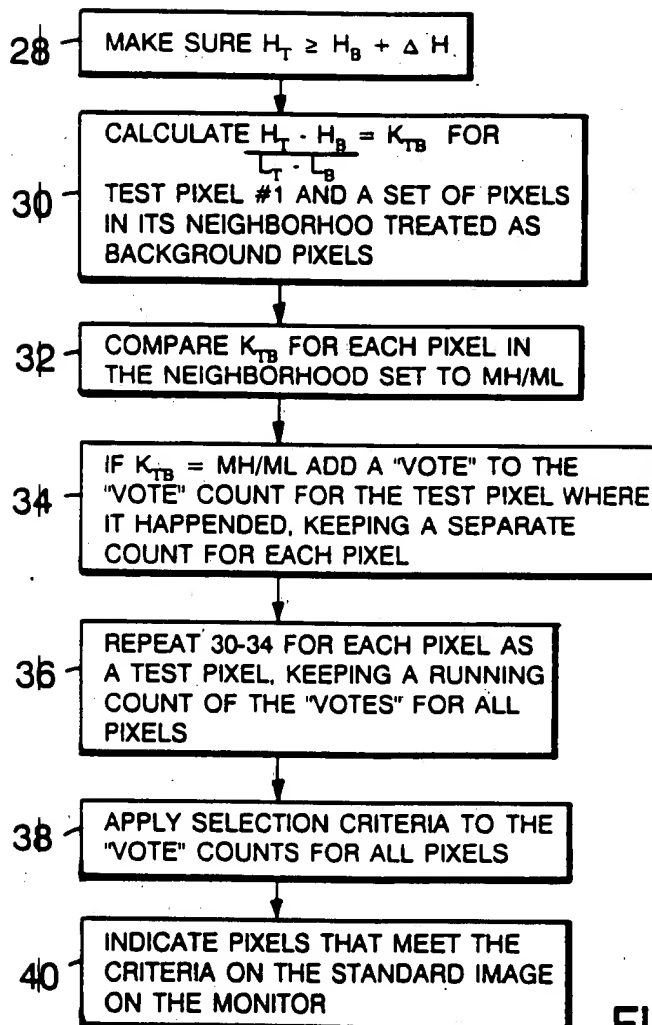 28
MAKE SURE H_T ≥ H_B + Δ H
CALCULATE H_T - H_B = K_TB FOR
L_T - L_B
30
TEST PIXEL #1 AND A SET OF PIXELS
IN ITS NEIGHBORHOO TREATED AS
BACKGROUND PIXELS
32
COMPARE K_TB FOR EACH PIXEL IN
THE NEIGHBORHOOD SET TO MH/ML
34
IF K_TB = MH/ML ADD A "VOTE" TO THE
"VOTE" COUNT FOR THE TEST PIXEL WHERE
IT HAPPENDED, KEEPING A SEPARATE
COUNT FOR EACH PIXEL
36
REPEAT 30-34 FOR EACH PIXEL AS
A TEST PIXEL, KEEPING A RUNNING
COUNT OF THE "VOTES" FOR ALL
PIXELS
38
APPLY SELECTION CRITERIA TO THE
"VOTE" COUNTS FOR ALL PIXELS
40
INDICATE PIXELS THAT MEET THE
CRITERIA ON THE STANDARD IMAGE
ON THE MONITOR